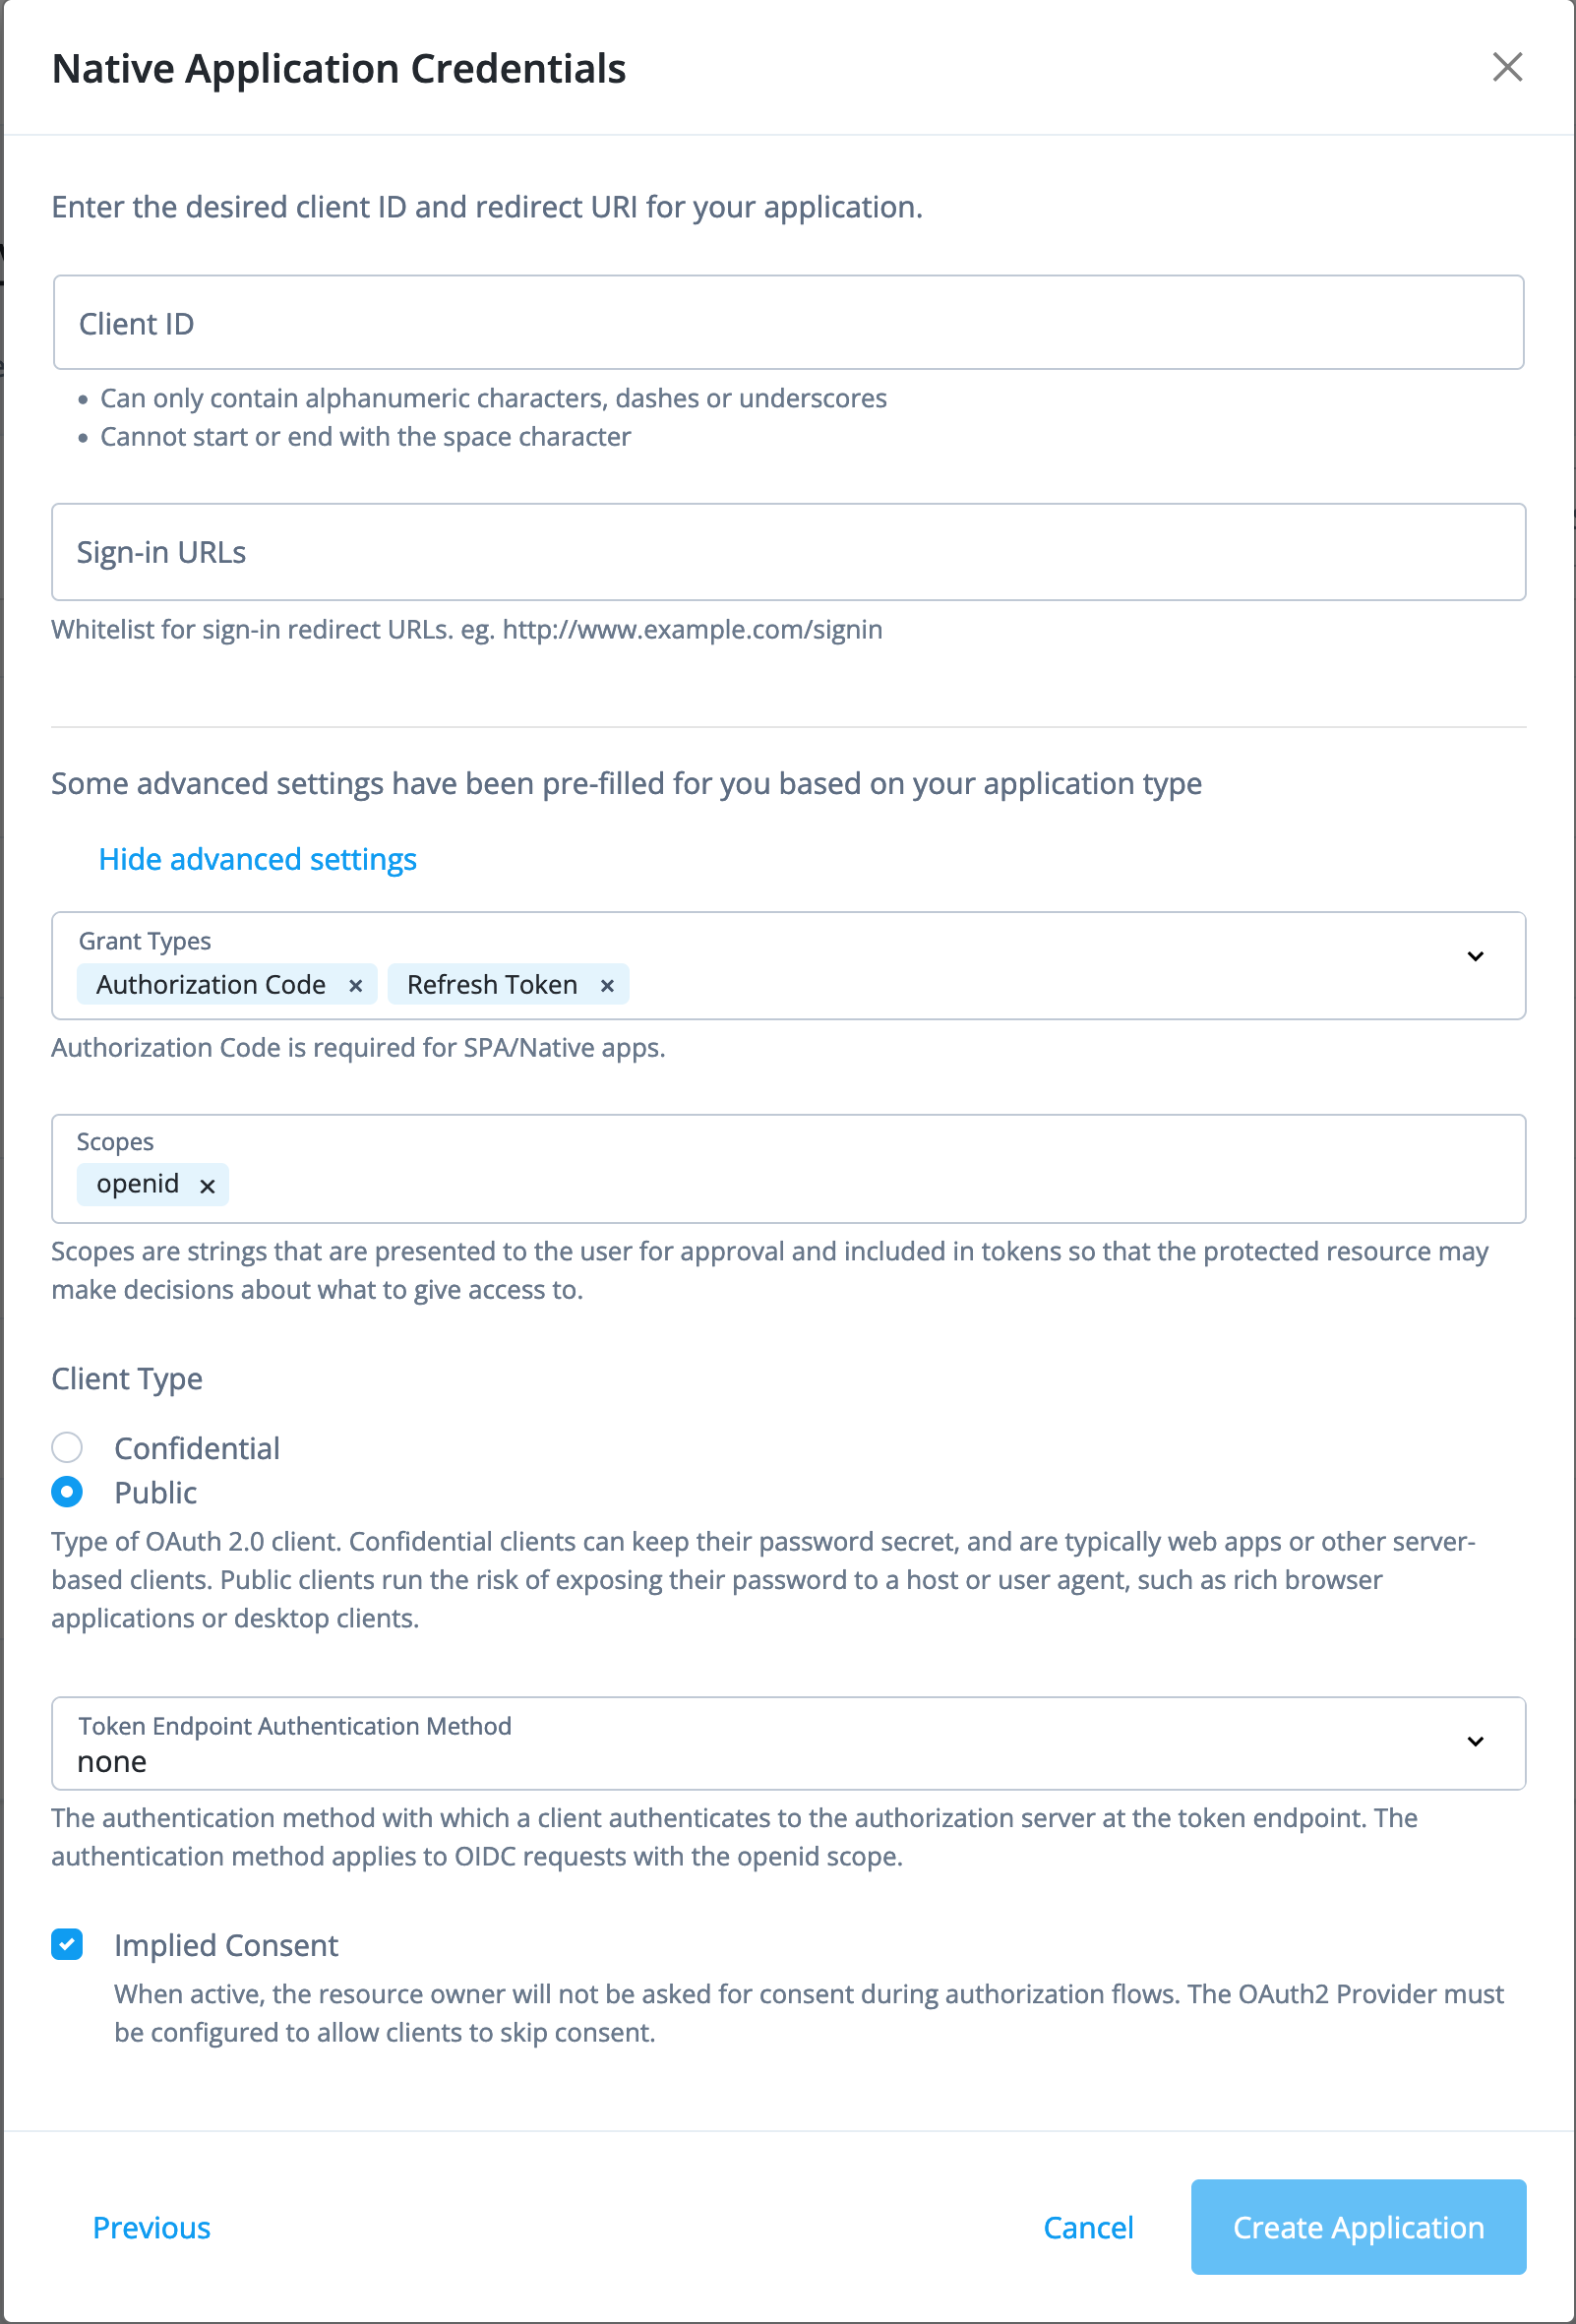 Native Application Credentials
Enter the desired client ID and redirect URI for your application.
Client ID
• Can only contain alphanumeric characters, dashes or underscores
• Cannot start or end with the space character
Sign-in URLs
Whitelist for sign-in redirect URLs. eg. http://www.example.com/signin
Some advanced settings have been pre-filled for you based on your application type
Hide advanced settings
Grant Types
Authorization Code × Refresh Token ×
Authorization Code is required for SPA/Native apps.
Scopes
openid ×
Scopes are strings that are presented to the user for approval and included in tokens so that the protected resource may
make decisions about what to give access to.
Client Type
Confidential
Public
Type of OAuth 2.0 client. Confidential clients can keep their password secret, and are typically web apps or other server-
based clients. Public clients run the risk of exposing their password to a host or user agent, such as rich browser
applications or desktop clients.
Token Endpoint Authentication Method
none
The authentication method with which a client authenticates to the authorization server at the token endpoint. The
authentication method applies to OIDC requests with the openid scope.
Implied Consent
When active, the resource owner will not be asked for consent during authorization flows. The OAuth2 Provider must
be configured to allow clients to skip consent.
Previous Cancel Create Application